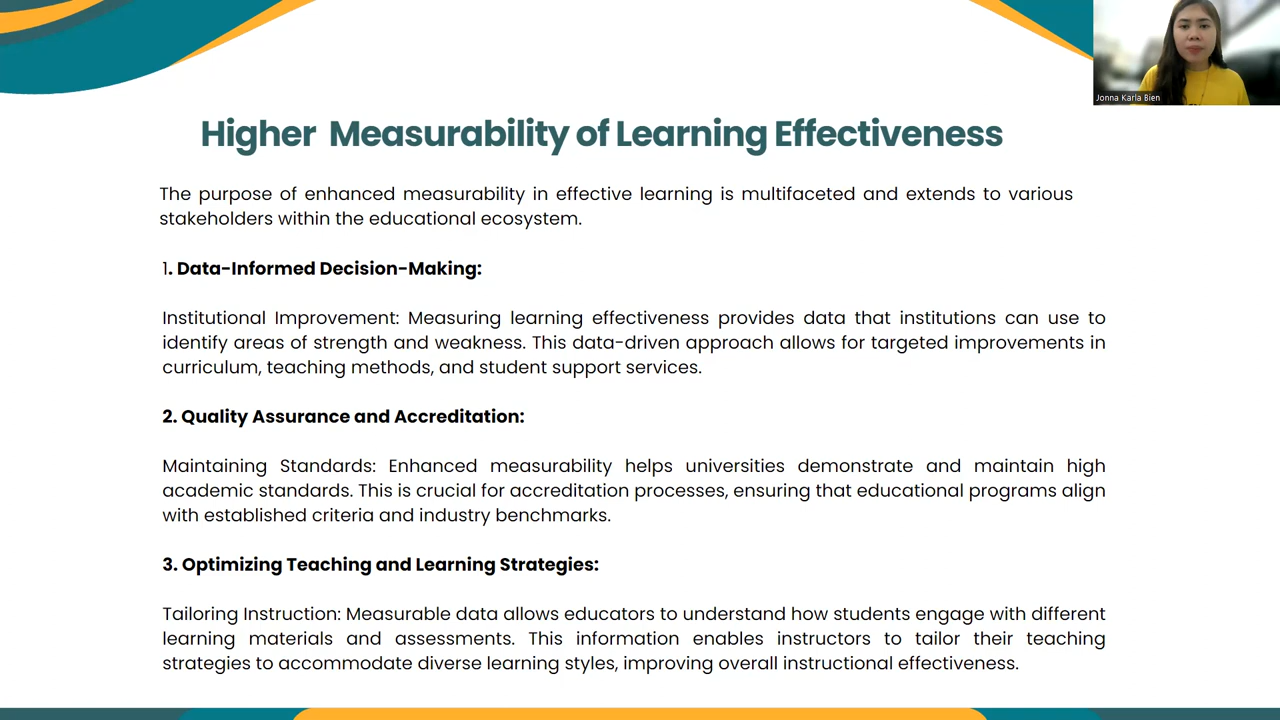 Jonna Karla Bien
Higher Measurability of Learning Effectiveness
The purpose of enhanced measurability in effective learning is multifaceted and extends to various
stakeholders within the educational ecosystem.
1. Data-Informed Decision-Making:
Institutional Improvement: Measuring learning effectiveness provides data that institutions can use to
identify areas of strength and weakness. This data-driven approach allows for targeted improvements in
curriculum, teaching methods, and student support services.
2. Quality Assurance and Accreditation:
Maintaining Standards: Enhanced measurability helps universities demonstrate and maintain high
academic standards. This is crucial for accreditation processes, ensuring that educational programs align
with established criteria and industry benchmarks.
3. Optimizing Teaching and Learning Strategies:
Tailoring Instruction: Measurable data allows educators to understand how students engage with different
learning materials and assessments. This information enables instructors to tailor their teaching
strategies to accommodate diverse learning styles, improving overall instructional effectiveness.